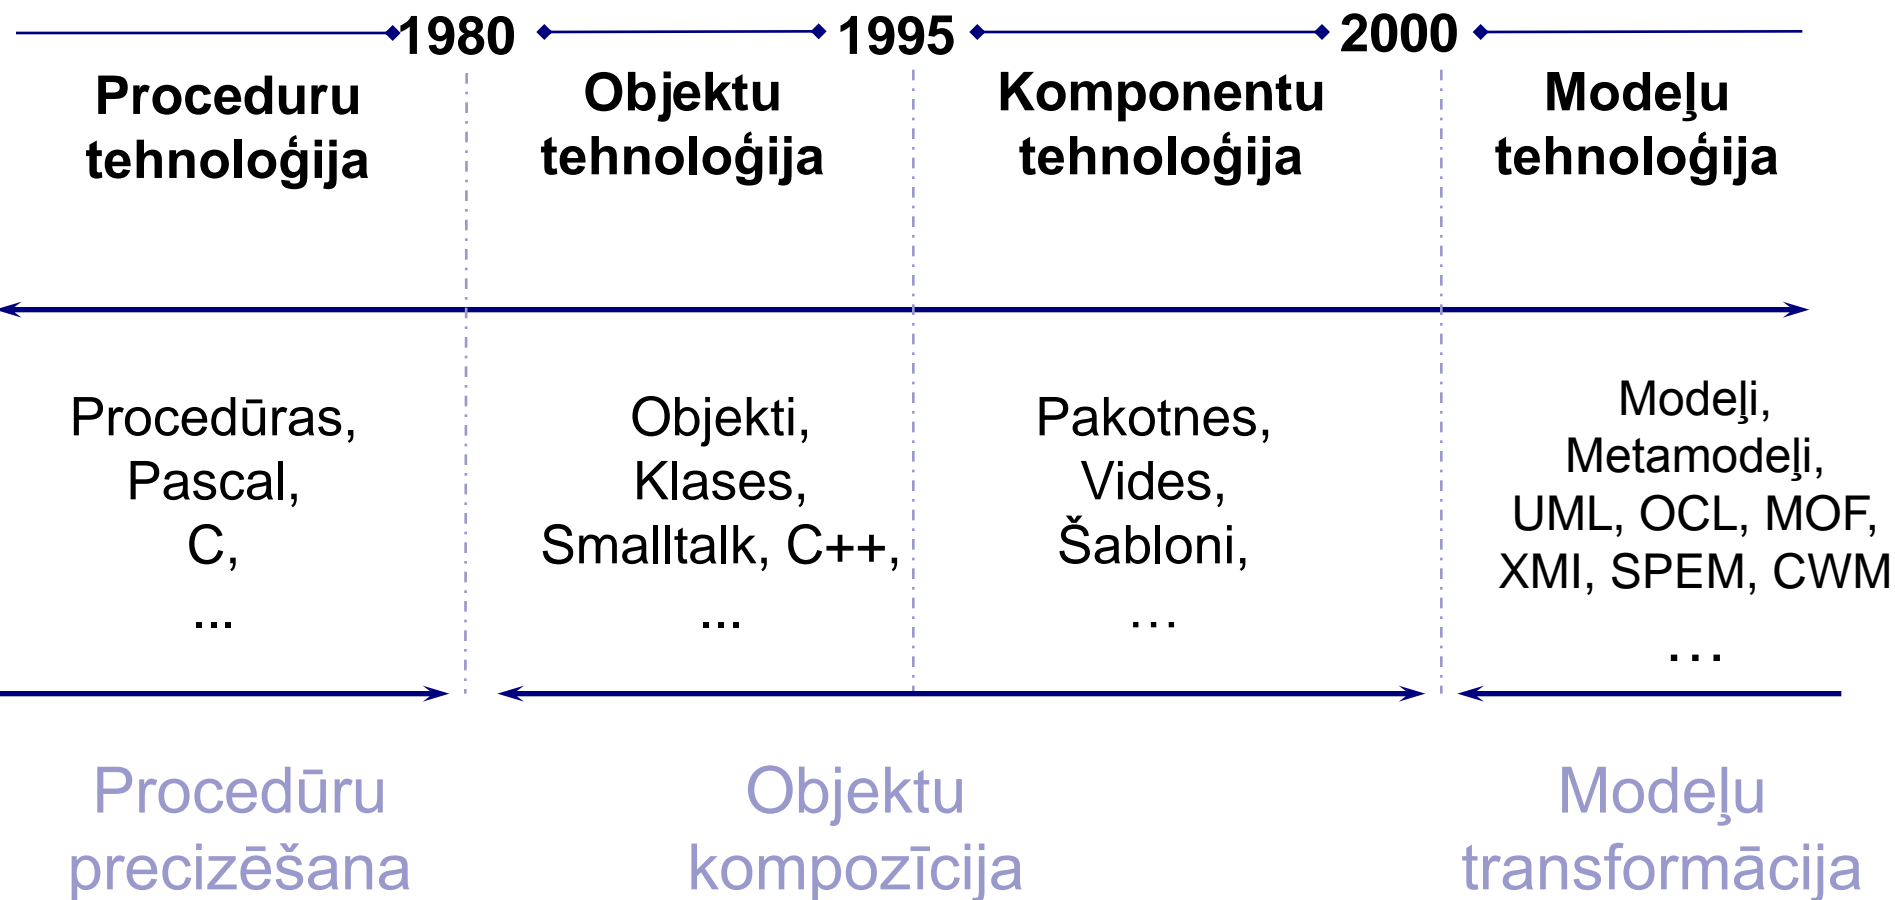 1980 1995 2000
Proceduru
tehnoloģija
Objektu
tehnoloģija
Komponentu
tehnoloģija
Modeļu
tehnoloģija
Procedūras,
Pascal,
C,
...
Objekti,
Klases,
Smalltalk, C++,
...
Pakotnes,
Vides,
Šabloni,
…
Modeļi,
Metamodeļi,
UML, OCL, MOF,
XMI, SPEM, CWM
…
Procedūru
precizēšana
Objektu
kompozīcija
Modeļu
transformācija